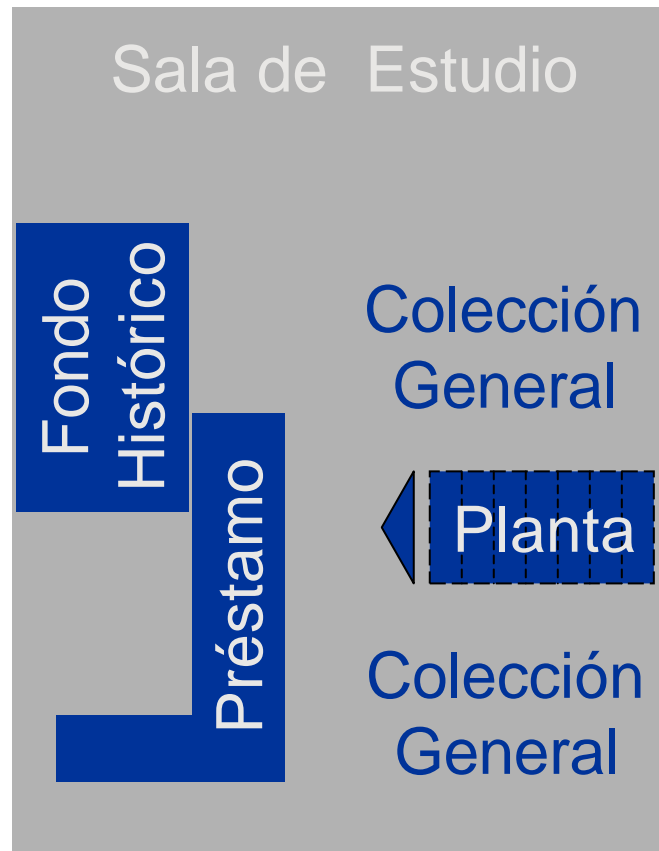 Sala de Estudio
Fondo
Histórico
Colección
General
Préstamo
Planta
Colección
General